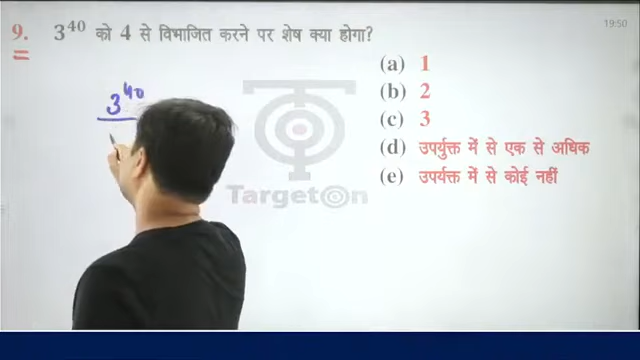 19:50
9. 3⁴⁰ को 4 से विभाजित करने पर शेष क्या होगा?
(a) 1
(b) 2
(c) 3
(d) उपर्युक्त में से एक से अधिक
(e) उपर्यक्त में से कोई नहीं
3⁴⁰
TargetOn